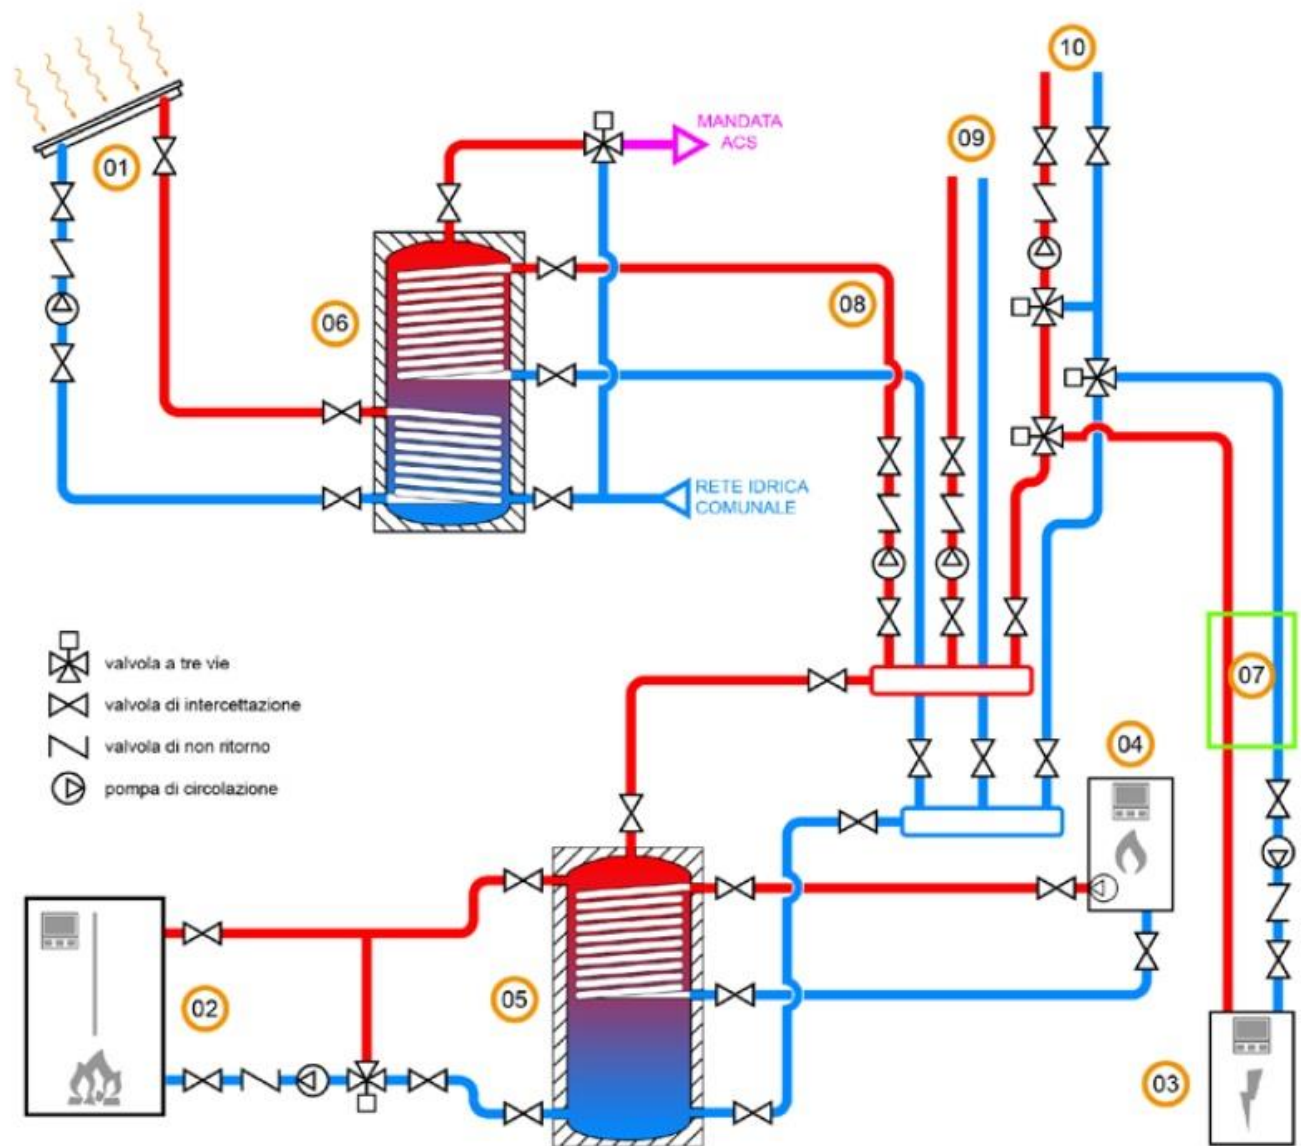 10
MANDATA
ACS
09
01
08
06
RETE IDRICA
COMUNALE
valvola a tre vie
valvola di intercettazione
valvola di non ritorno
pompa di circolazione
07
04
02
05
03